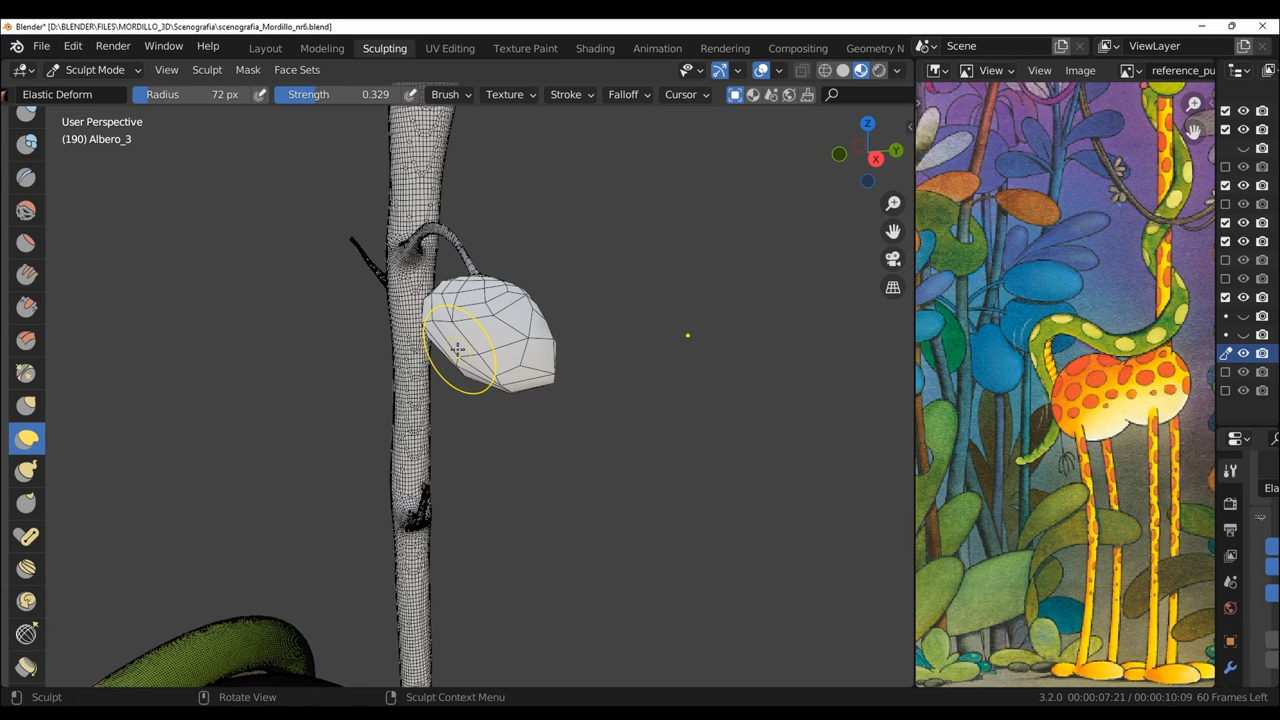 Blender* [D:\BLENDER\FILES\MORDILLO_3D\Scenografia\scenografia_Mordillo_nr6.blend]
File Edit Render Window Help Layout Modeling Sculpting UV Editing Texture Paint Shading Animation Rendering Compositing Geometry N Scene ViewLayer
Sculpt Mode View Sculpt Mask Face Sets View View Image reference_pu
Elastic Deform Radius 72 px Strength 0.329 Brush Texture Stroke Falloff Cursor
User Perspective
(190) Albero_3
Z
Y
X
Ela
Sculpt Rotate View Sculpt Context Menu 3.2.0 00:00:07:21 / 00:00:10:09 60 Frames Left